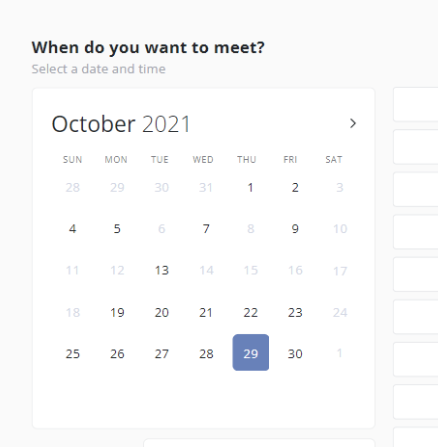 When do you want to meet?
Select a date and time
October 2021
SUN MON TUE WED THU FRI SAT
28 29 30 31 1 2 3
4 5 6 7 8 9 10
11 12 13 14 15 16 17
18 19 20 21 22 23 24
25 26 27 28 29 30 1